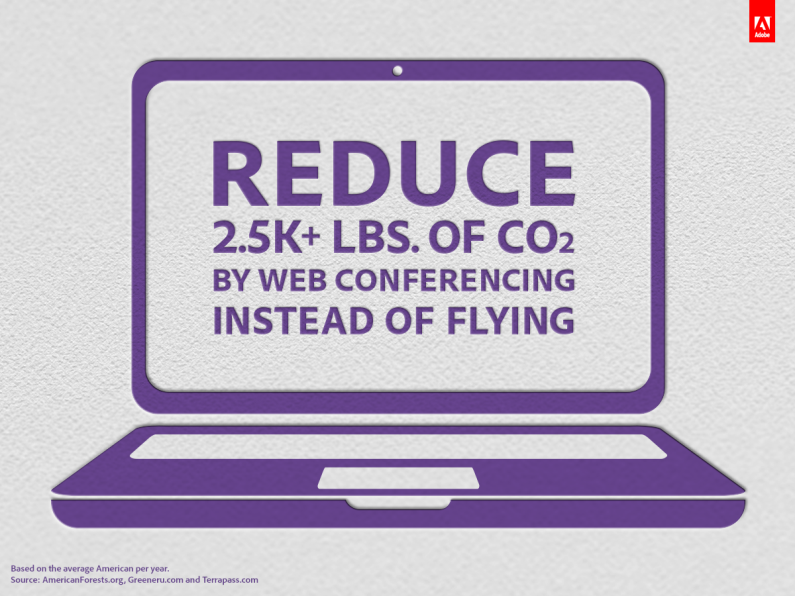 Adobe
REDUCE
2.5K+ LBS. OF CO₂
BY WEB CONFERENCING
INSTEAD OF FLYING
Based on the average American per year.
Source: AmericanForests.org, Greeneru.com and Terrapass.com